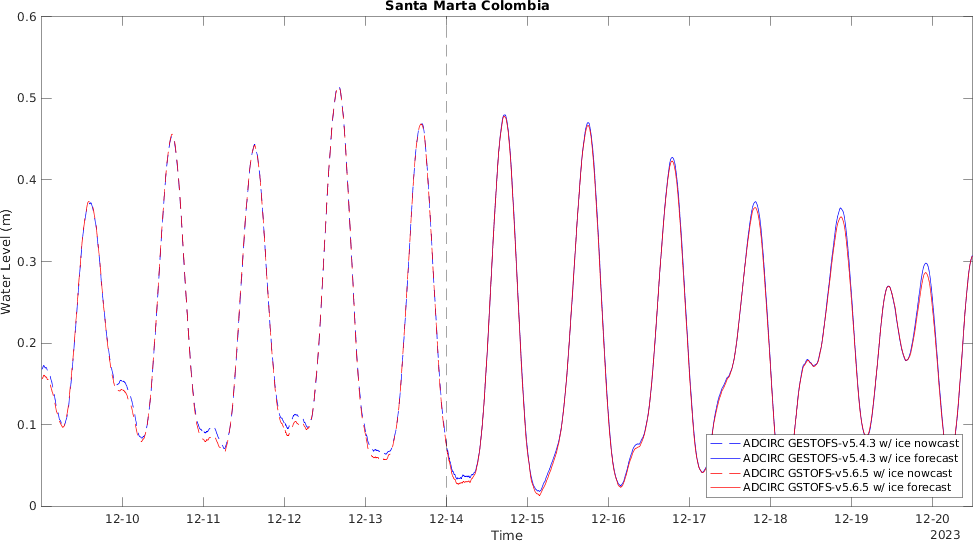 Santa Marta Colombia
0.6
0.5
0.4
0.3
0.2
0.1
0
Water Level (m)
ADCIRC GESTOFS-v5.4.3 w/ ice nowcast
ADCIRC GESTOFS-v5.4.3 w/ ice forecast
ADCIRC GSTOFS-v5.6.5 w/ ice nowcast
ADCIRC GSTOFS-v5.6.5 w/ ice forecast
12-10 12-11 12-12 12-13 12-14 12-15 12-16 12-17 12-18 12-19 12-20
Time 2023